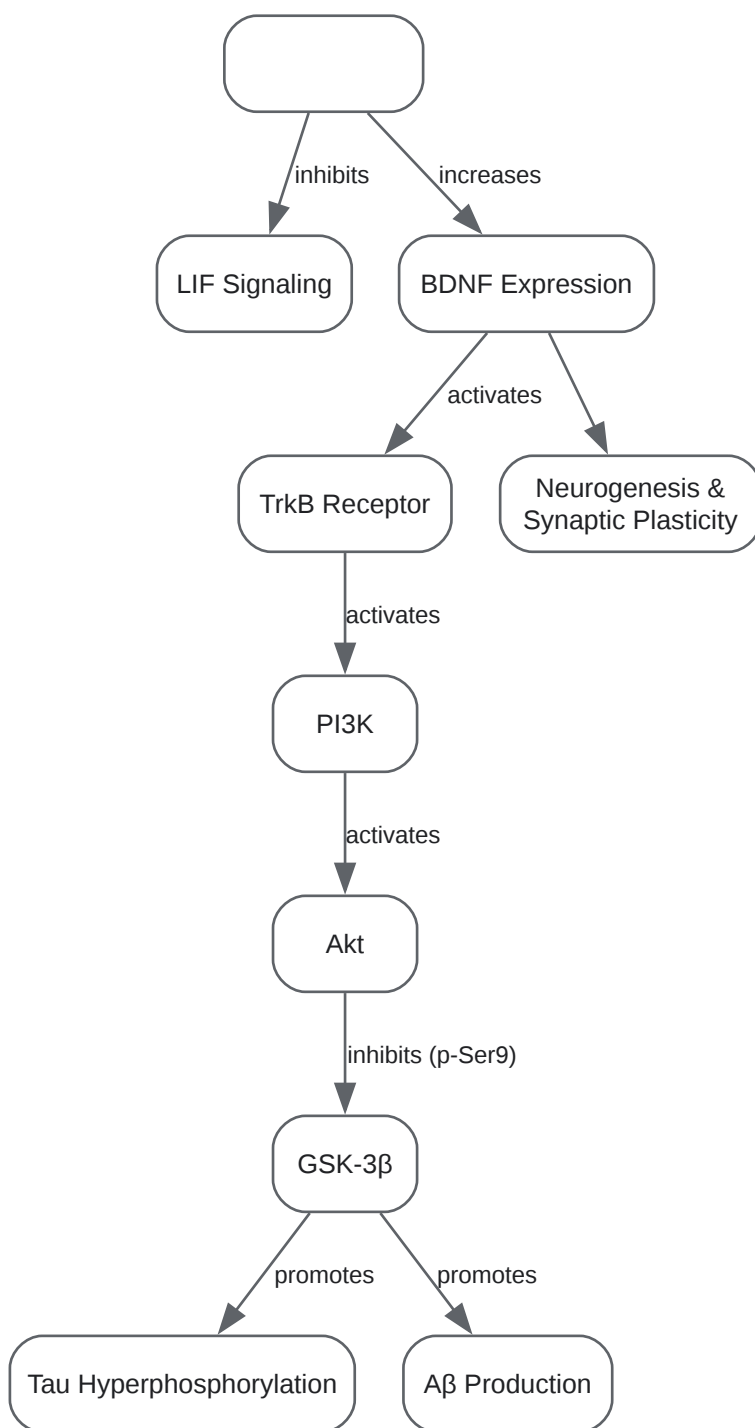 inhibits
increases
LIF Signaling
BDNF Expression
activates
TrkB Receptor
Neurogenesis &
Synaptic Plasticity
activates
PI3K
activates
Akt
inhibits (p-Ser9)
GSK-3β
promotes
promotes
Tau Hyperphosphorylation
Aβ Production